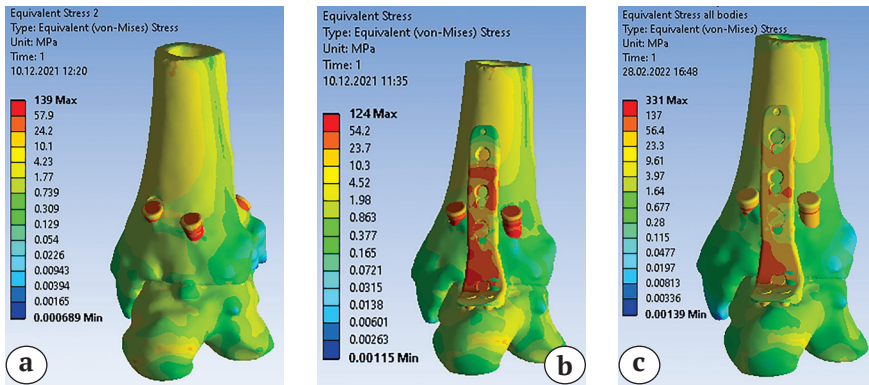 Equivalent Stress 2
Type: Equivalent (von-Mises) Stress
Unit: MPa
Time: 1
10.12.2021 12:20
139 Max
57.9
24.2
10.1
4.23
1.77
0.739
0.309
0.129
0.054
0.0226
0.00943
0.00394
0.00165
0.000689 Min
a
Equivalent Stress
Type: Equivalent (von-Mises) Stress
Unit: MPa
Time: 1
10.12.2021 11:35
124 Max
54.2
23.7
10.3
4.52
1.98
0.863
0.377
0.165
0.0721
0.0315
0.0138
0.00601
0.00263
0.00115 Min
b
Equivalent Stress all bodies
Type: Equivalent (von-Mises) Stress
Unit: MPa
Time: 1
28.02.2022 16:48
331 Max
137
56.4
23.3
9.61
3.97
1.64
0.677
0.28
0.115
0.0477
0.0197
0.00813
0.00336
0.00139 Min
c